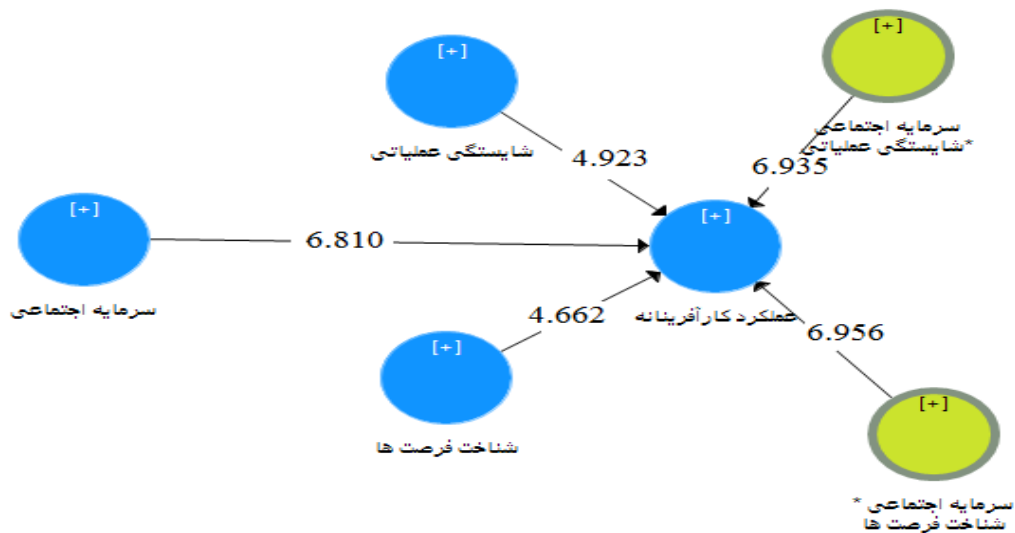 [+]
[+]
سرمایه اجتماعی
*شایستگی عملیاتی
شایستگی عملیاتی
4.923
6.935
[+]
[+]
6.810
سرمایه اجتماعی
عملکرد کارآفرینانه
4.662
6.956
[+]
شناخت فرصت ها
[+]
سرمایه اجتماعی *
شناخت فرصت ها